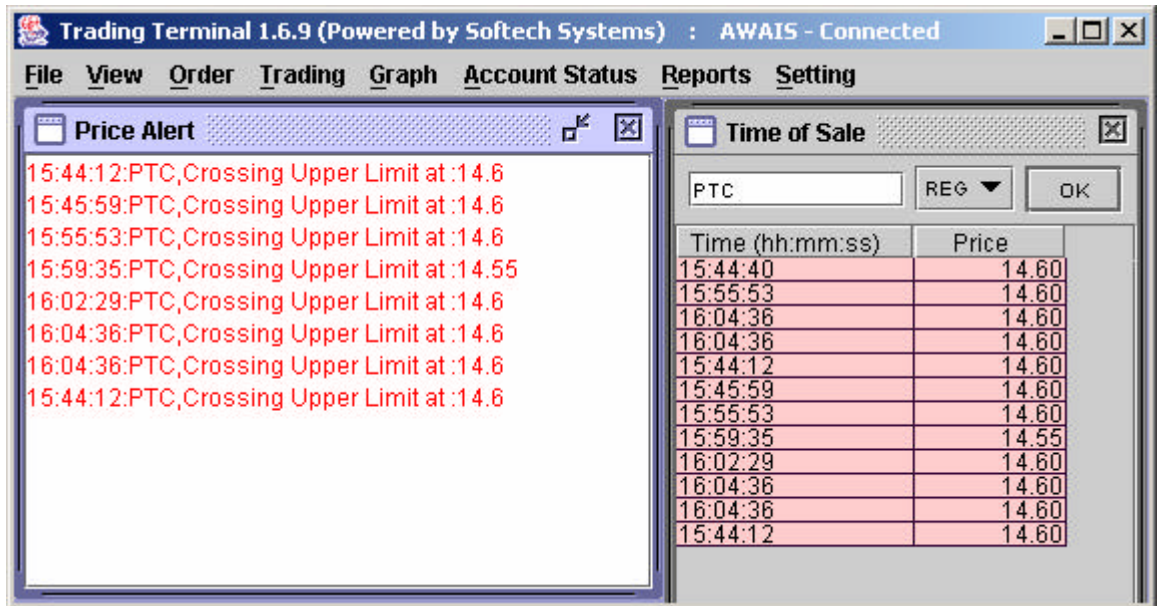 Trading Terminal 1.6.9 (Powered by Softech Systems) : AWAIS - Connected
File View Order Trading Graph Account Status Reports Setting
Price Alert
15:44:12:PTC,Crossing Upper Limit at :14.6
15:45:59:PTC,Crossing Upper Limit at :14.6
15:55:53:PTC,Crossing Upper Limit at :14.6
15:59:35:PTC,Crossing Upper Limit at :14.55
16:02:29:PTC,Crossing Upper Limit at :14.6
16:04:36:PTC,Crossing Upper Limit at :14.6
16:04:36:PTC,Crossing Upper Limit at :14.6
15:44:12:PTC,Crossing Upper Limit at :14.6
Time of Sale
PTC REG OK
Time (hh:mm:ss) Price
15:44:40 14.60
15:55:53 14.60
16:04:36 14.60
16:04:36 14.60
15:44:12 14.60
15:45:59 14.60
15:55:53 14.60
15:59:35 14.55
16:02:29 14.60
16:04:36 14.60
16:04:36 14.60
15:44:12 14.60